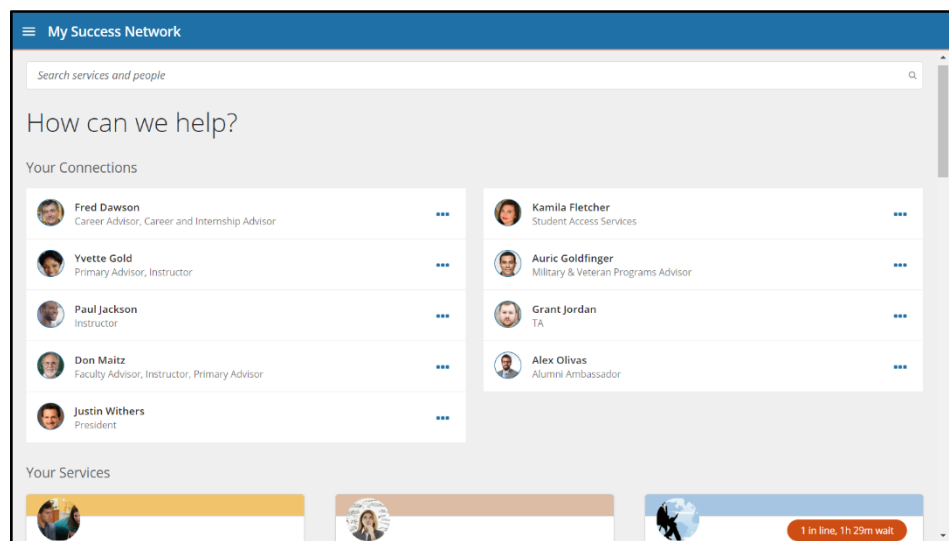 My Success Network
Search services and people
How can we help?
Your Connections
Fred Dawson
Career Advisor, Career and Internship Advisor
Yvette Gold
Primary Advisor, Instructor
Paul Jackson
Instructor
Don Maitz
Faculty Advisor, Instructor, Primary Advisor
Justin Withers
President
Kamila Fletcher
Student Access Services
Auric Goldfinger
Military & Veteran Programs Advisor
Grant Jordan
TA
Alex Olivas
Alumni Ambassador
Your Services
1 in line, 1h 29m wait